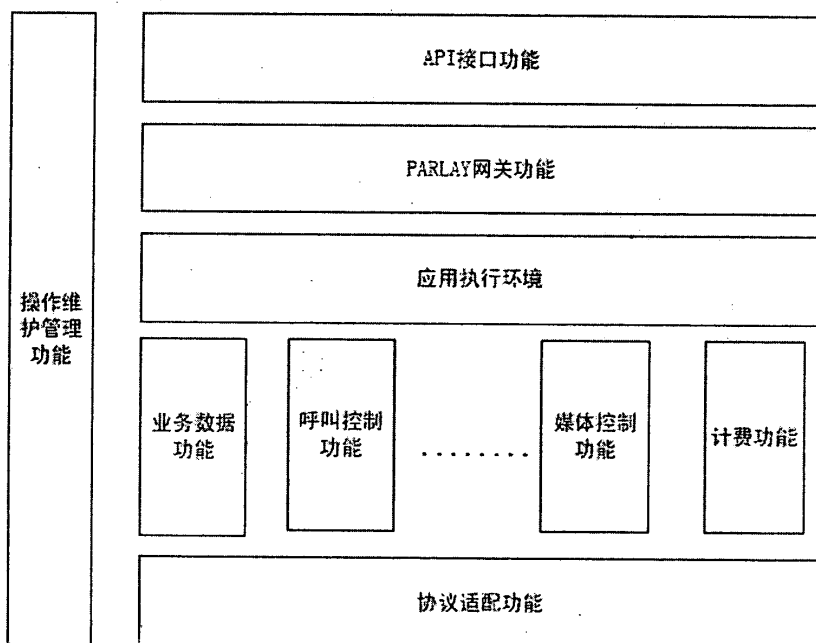 API接口功能
PARLAY网关功能
应用执行环境
操作维
护管理
功能
业务数据
功能
呼叫控制
功能
........
媒体控制
功能
计费功能
协议适配功能